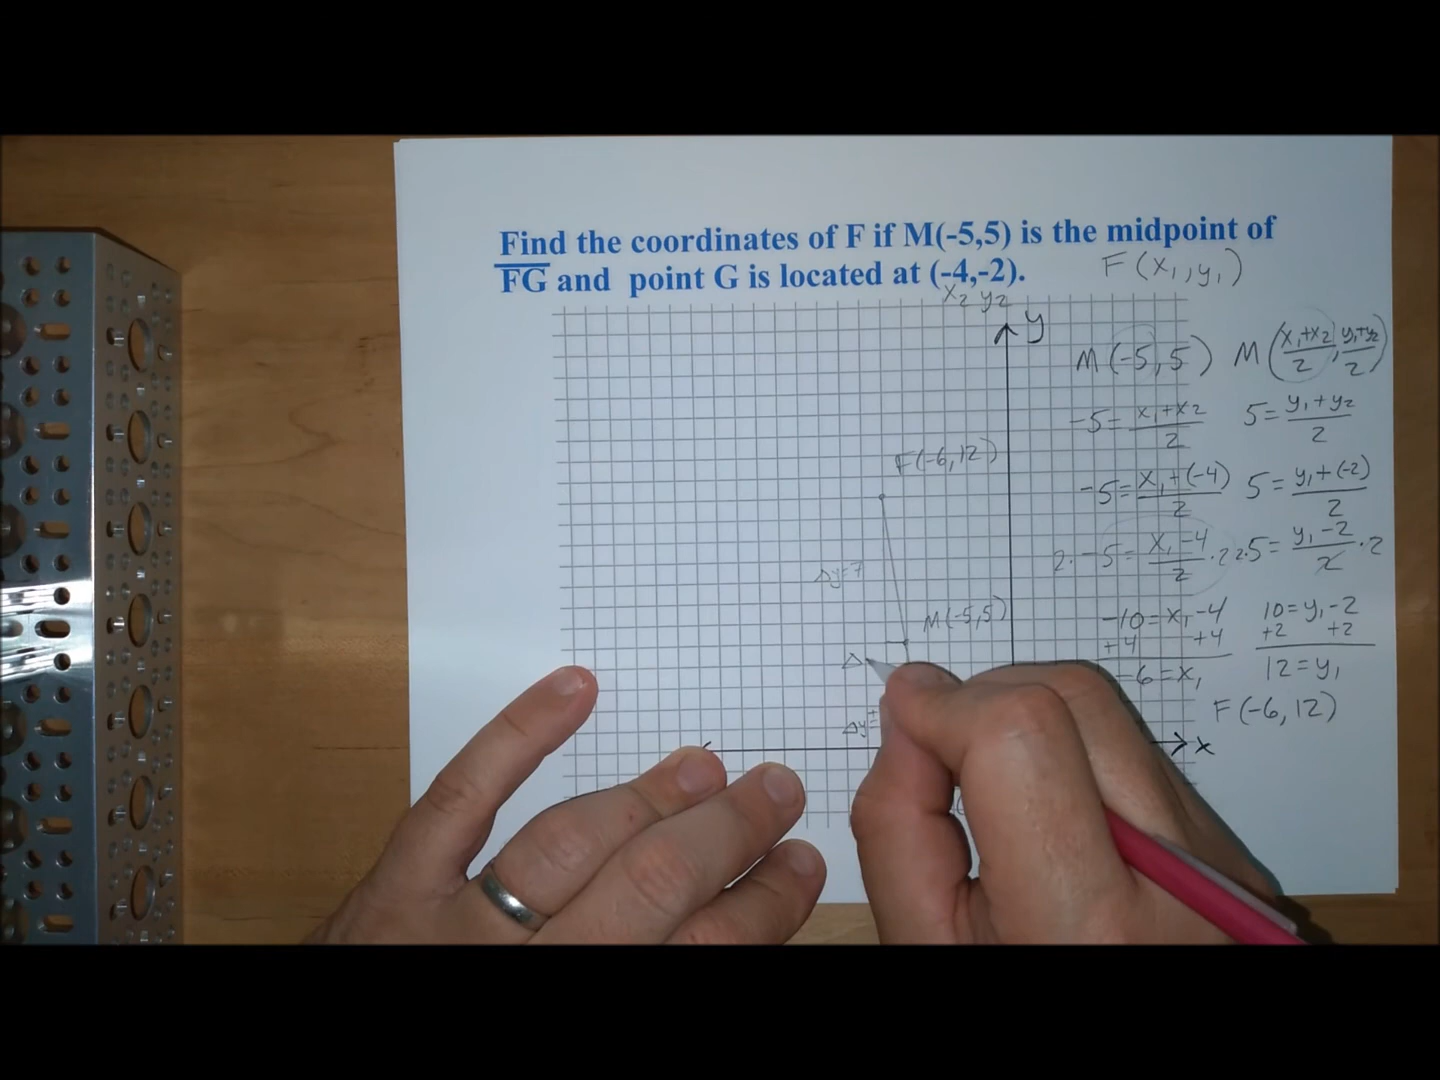 Find the coordinates of F if M(-5,5) is the midpoint of
FG and point G is located at (-4,-2).
F(x₁,y₁)
x₂ y₂
y
M(-5,5) M(x₁+x₂/2, y₁+y₂/2)
-5=x₁+x₂/2 5=y₁+y₂/2
F(-6,12)
-5=x₁+(-4)/2 5=y₁+(-2)/2
2·-5=x₁-4/2·2 2·5=y₁-2/2·2
Δy=7
M(-5,5)
-10=x₁-4 10=y₁-2
+4 +4 +2 +2
-6=x₁ 12=y₁
Δ
F(-6,12)
Δy=
x